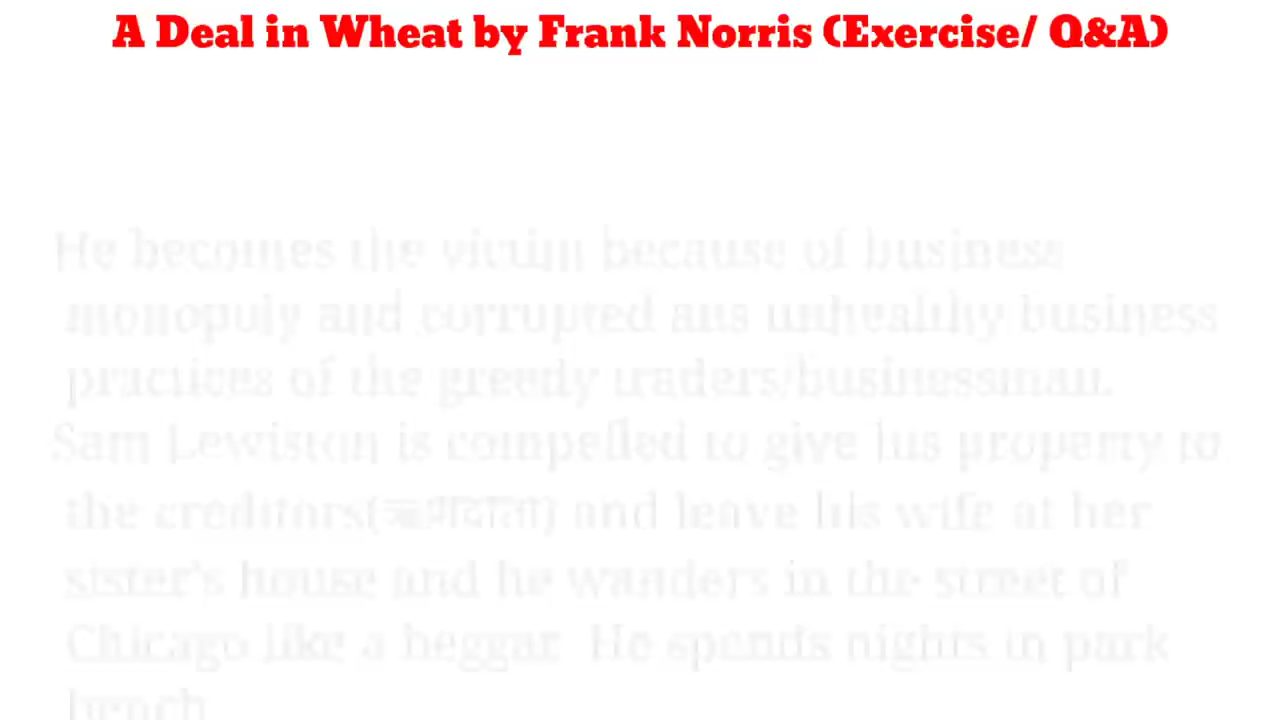 A Deal in Wheat by Frank Norris (Exercise/ Q&A)
He becomes the victim because of business
monopoly and corrupted ans unhealthy business
practices of the greedy traders/businessman.
Sam Lewiston is compelled to give his property to
the creditors(ऋणदाता) and leave his wife at her
sister's house and he wanders in the street of
Chicago like a beggar. He spends nights in park
bench